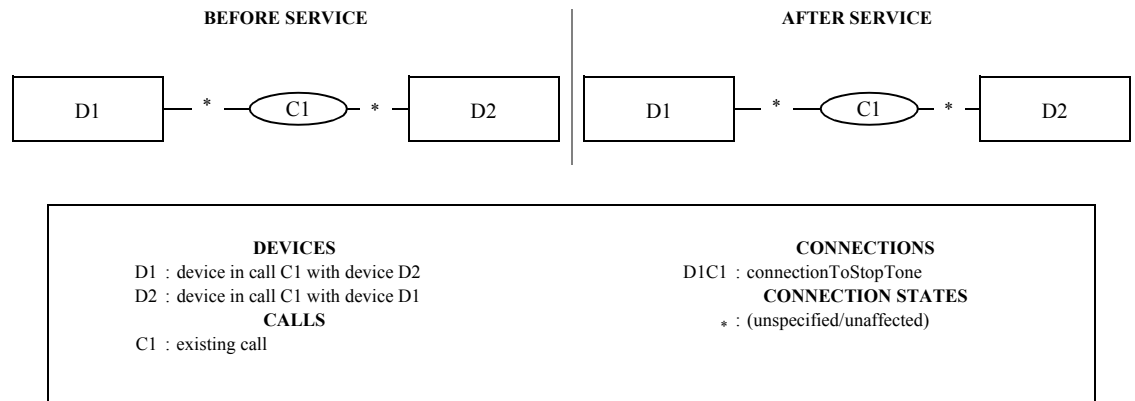 BEFORE SERVICE
AFTER SERVICE
D1 * C1 * D2
D1 * C1 * D2
DEVICES
D1 : device in call C1 with device D2
D2 : device in call C1 with device D1
CALLS
C1 : existing call
CONNECTIONS
D1C1 : connectionToStopTone
CONNECTION STATES
* : (unspecified/unaffected)